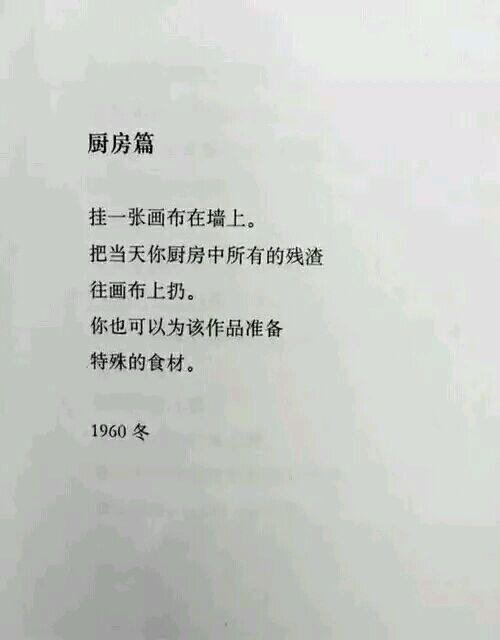 厨房篇
挂一张画布在墙上。
把当天你厨房中所有的残渣
往画布上扔。
你也可以为该作品准备
特殊的食材。
1960 冬